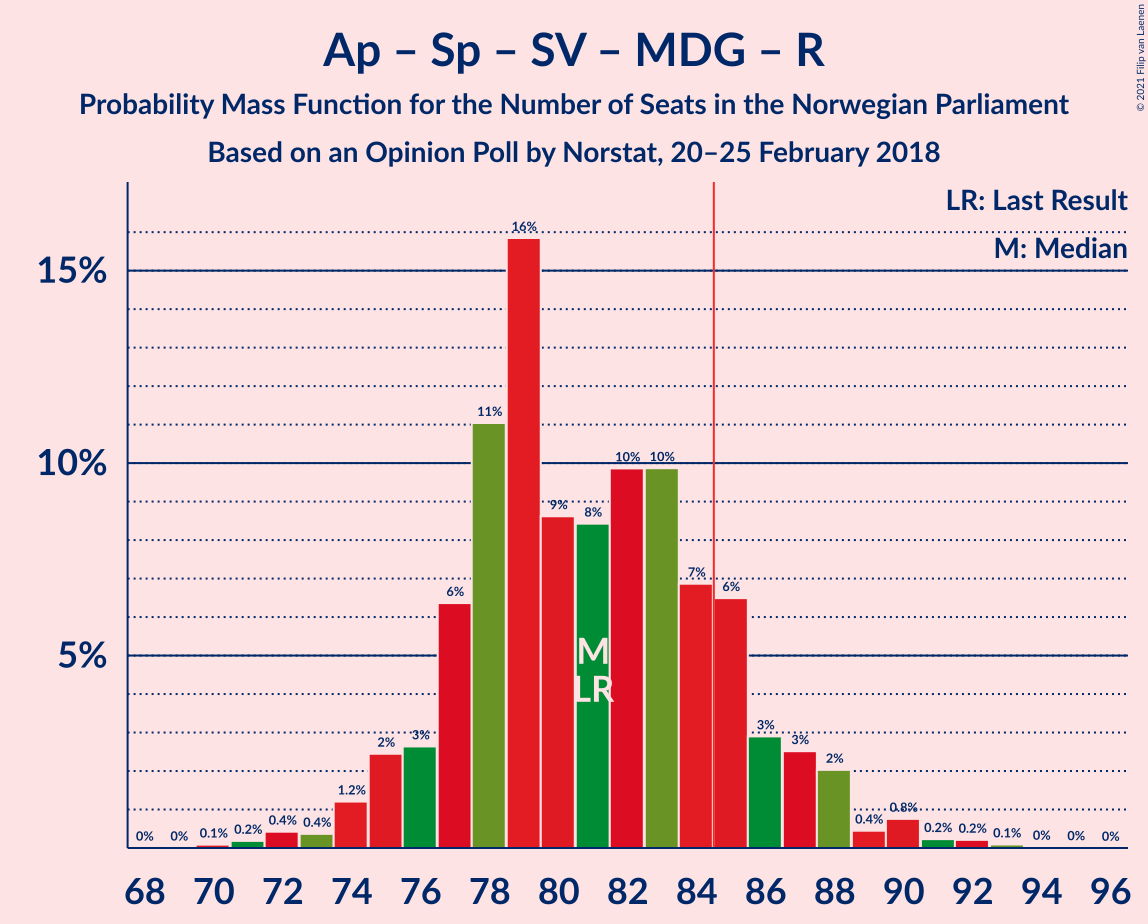 Ap – Sp – SV – MDG – R
Probability Mass Function for the Number of Seats in the Norwegian Parliament
Based on an Opinion Poll by Norstat, 20–25 February 2018
© 2021 Filip van Laenen
LR: Last Result
M: Median
15%
10%
5%
0% 0% 0.1% 0.2% 0.4% 0.4% 1.2% 2% 3% 6% 11% 16% 9% 8% 10% 10% 7% 6% 3% 3% 2% 0.4% 0.8% 0.2% 0.2% 0.1% 0% 0% 0%
M
LR
68 70 72 74 76 78 80 82 84 86 88 90 92 94 96